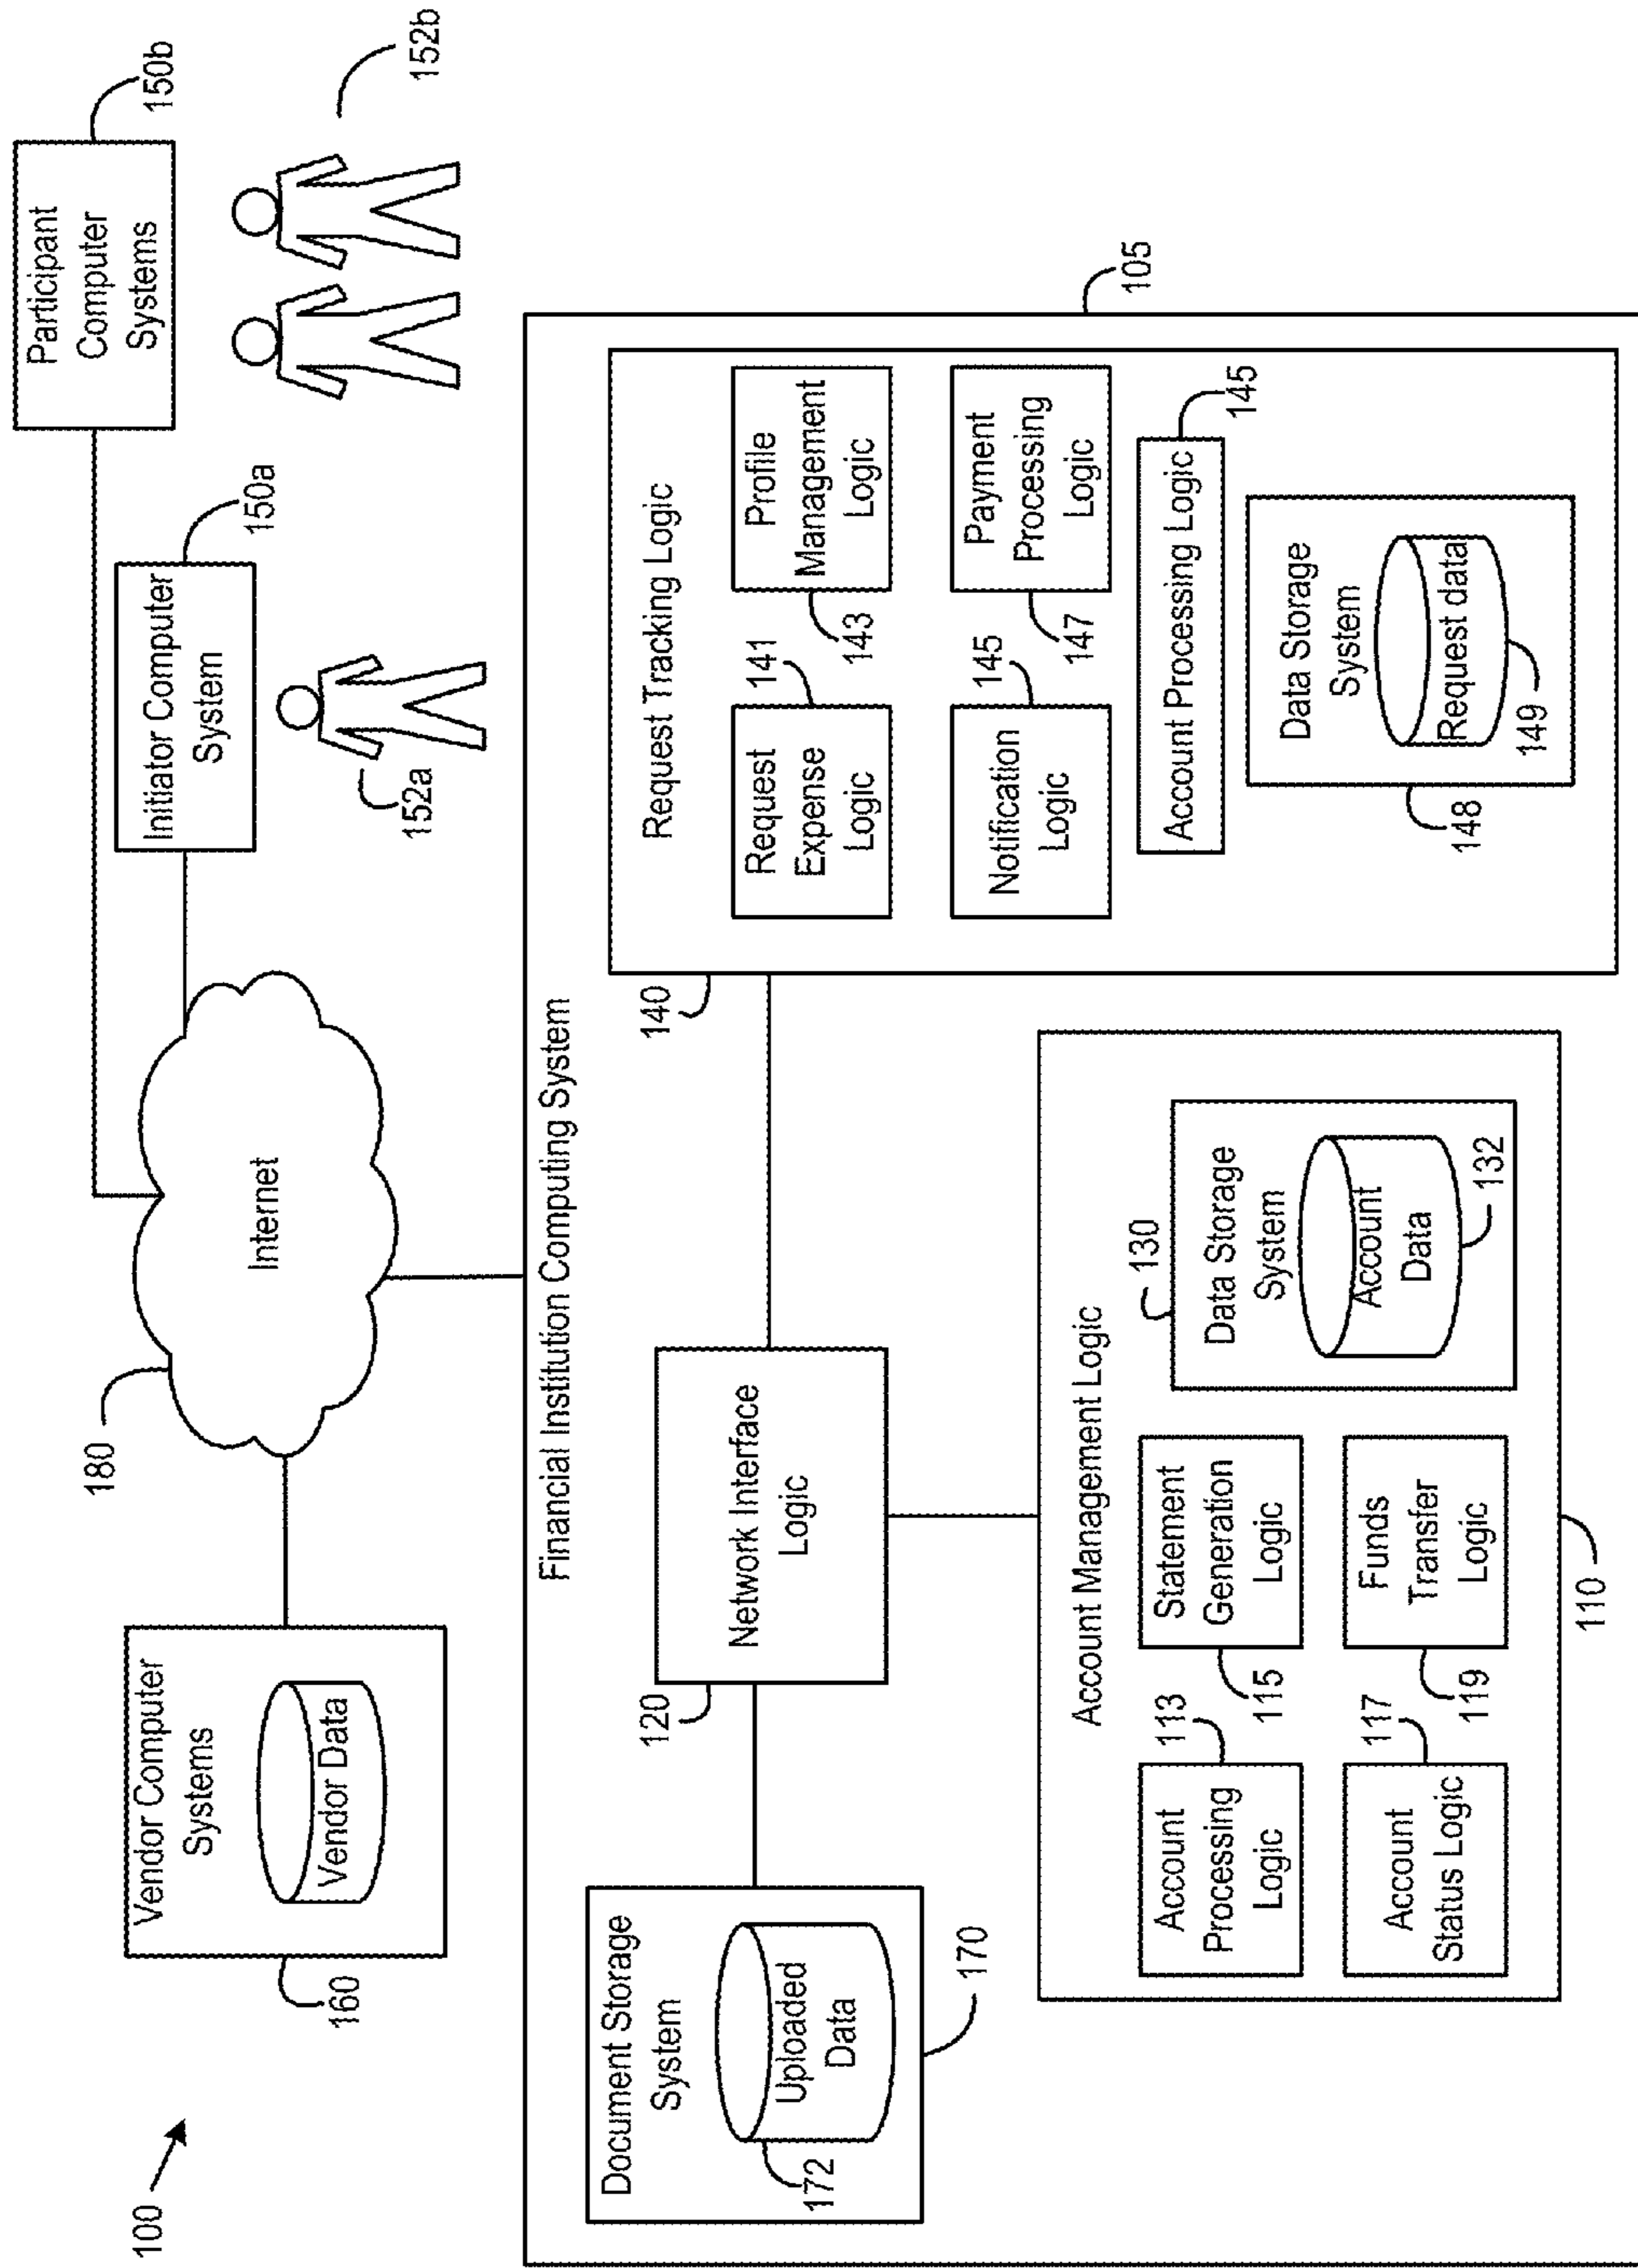 100
Vendor Computer
Systems
Vendor Data
160
180
Internet
Initiator Computer
System
150a
152a
Participant
Computer
Systems
150b
152b
Financial Institution Computing System
105
Document Storage
System
Uploaded
Data
172
170
Network Interface
Logic
120
Account Management Logic
Account
Processing
Logic
113
Statement
Generation
Logic
115
Account
Status Logic
117
Funds
Transfer
Logic
119
130
Data Storage
System
Account
Data
132
110
140
Request Tracking Logic
Request
Expense
Logic
141
Profile
Management
Logic
143
Notification
Logic
145
Payment
Processing
Logic
147
Account Processing Logic
145
Data Storage
System
Request data
148
149